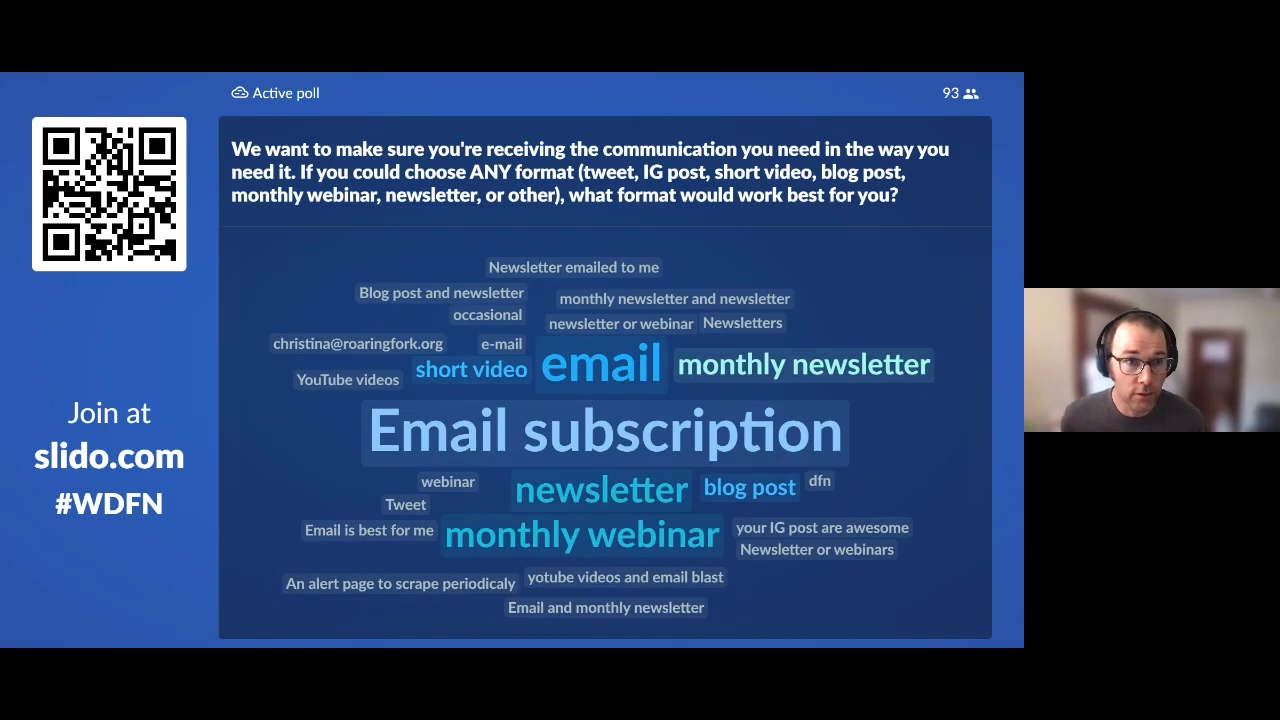 Active poll
93
We want to make sure you're receiving the communication you need in the way you
need it. If you could choose ANY format (tweet, IG post, short video, blog post,
monthly webinar, newsletter, or other), what format would work best for you?
Newsletter emailed to me
Blog post and newsletter
monthly newsletter and newsletter
occasional
newsletter or webinar
Newsletters
christina@roaringfork.org
e-mail
short video
email
monthly newsletter
YouTube videos
Email subscription
webinar
newsletter
blog post
dfn
Tweet
Email is best for me
monthly webinar
your IG post are awesome
Newsletter or webinars
An alert page to scrape periodicaly
yotube videos and email blast
Email and monthly newsletter
Join at
slido.com
#WDFN